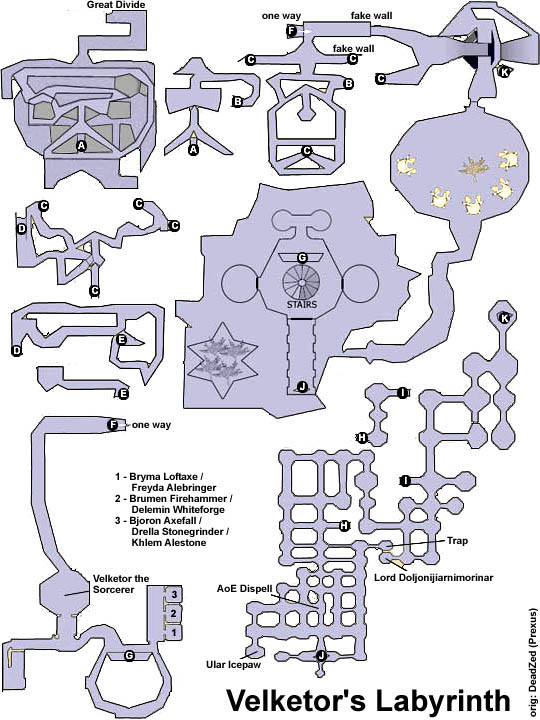 Great Divide
one way
F
fake wall
fake wall
C
C
C
K
B
B
A
A
C
C
C
C
D
C
G
STAIRS
E
D
E
J
K
I
H
F
one way
1 - Bryma Loftaxe /
Freyda Alebringer
2 - Brumen Firehammer /
Delemin Whiteforge
3 - Bjoron Axefall /
Drella Stonegrinder /
Khlem Alestone
I
H
Trap
Velketor the
Sorcerer
AoE Dispell
Lord Doljonijiarnimorinar
3
2
1
G
Ular Icepaw
J
Velketor's Labyrinth
orig: DeadZed (Prexus)